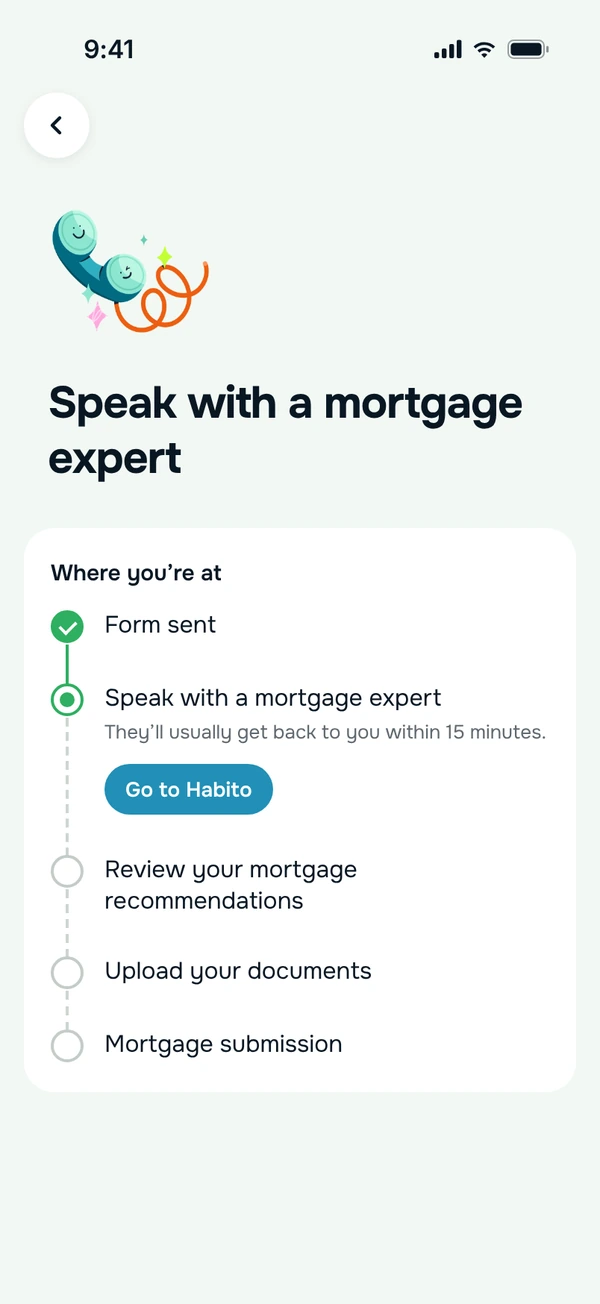 9:41
Speak with a mortgage
expert
Where you’re at
Form sent
Speak with a mortgage expert
They’ll usually get back to you within 15 minutes.
Go to Habito
Review your mortgage
recommendations
Upload your documents
Mortgage submission